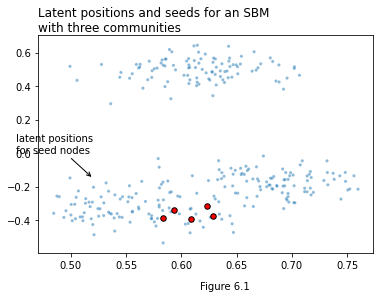 Latent positions and seeds for an SBM
with three communities
0.6
0.4
0.2
latent positions
0.0
for seed nodes
−0.2
−0.4
0.50 0.55 0.60 0.65 0.70 0.75
Figure 6.1